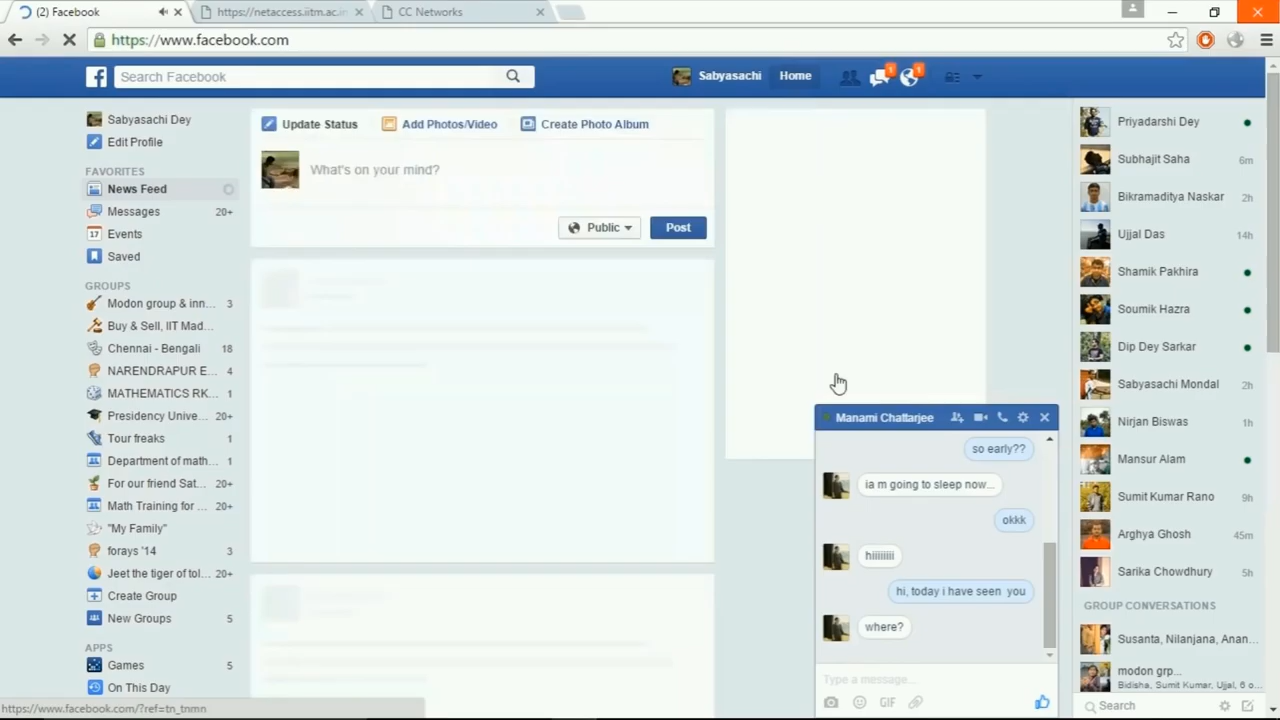 (2) Facebook
https://netaccess.iitm.ac.in
CC Networks
https://www.facebook.com
Search Facebook
Sabyasachi
Home
1
1
Sabyasachi Dey
Edit Profile
FAVORITES
News Feed
Messages 20+
17 Events
Saved
GROUPS
Modon group & inn... 3
Buy & Sell, IIT Mad...
Chennai - Bengali 18
NARENDRAPUR E... 4
MATHEMATICS RK... 1
Presidency Unive... 20+
Tour freaks 1
Department of math... 1
For our friend Sat... 20+
Math Training for ... 20+
"My Family"
forays '14 3
Jeet the tiger of tol... 20+
Create Group
New Groups 5
APPS
Games 5
On This Day
https://www.facebook.com/?ref=tn_tnmn
Update Status
Add Photos/Video
Create Photo Album
What's on your mind?
Public
Post
Manami Chattarjee
so early??
ia m going to sleep now...
okkk
hiiiiiiii
hi, today i have seen you
where?
Type a message...
GIF
Priyadarshi Dey
Subhajit Saha 6m
Bikramaditya Naskar 2h
Ujjal Das 14h
Shamik Pakhira
Soumik Hazra
Dip Dey Sarkar
Sabyasachi Mondal 2h
Nirjan Biswas 1h
Mansur Alam
Sumit Kumar Rano 9h
Arghya Ghosh 45m
Sarika Chowdhury 5h
GROUP CONVERSATIONS
Susanta, Nilanjana, Anan...
modon grp...
Bidisha, Sumit Kumar, Ujjal, 6 o...
Search